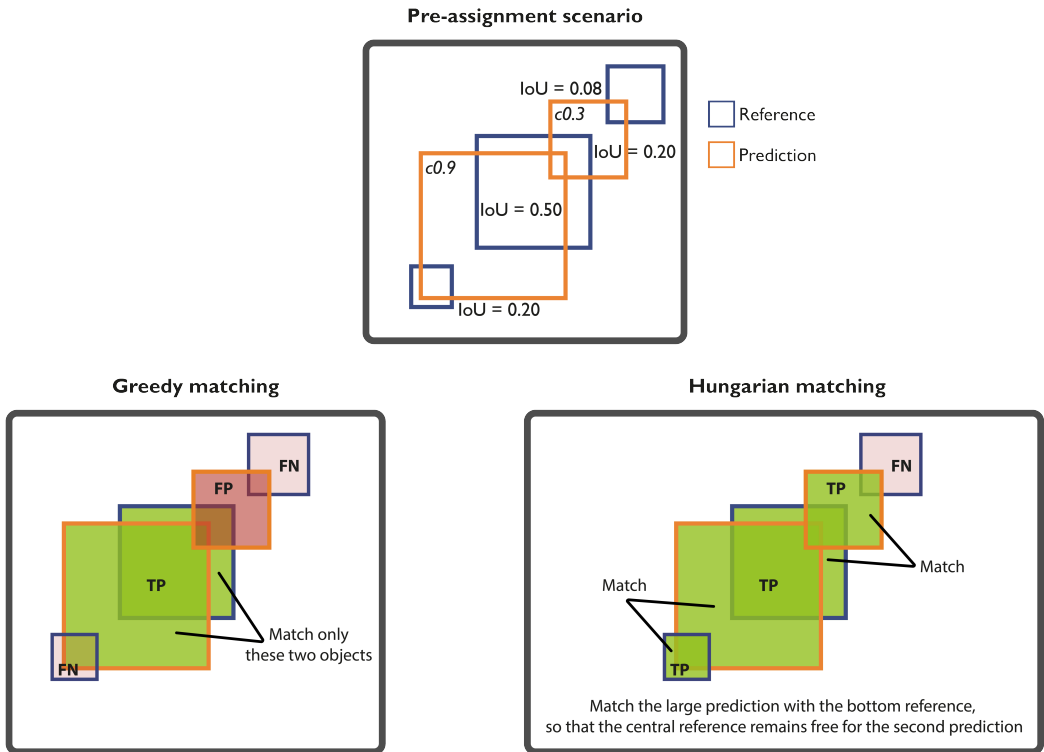 Pre-assignment scenario
IoU = 0.08
c0.3
Reference
IoU = 0.20
Prediction
c0.9
IoU = 0.50
IoU = 0.20
Greedy matching
FN
FP
TP
Match only
these two objects
FN
Hungarian matching
FN
TP
Match
Match
TP
TP
Match the large prediction with the bottom reference,
so that the central reference remains free for the second prediction